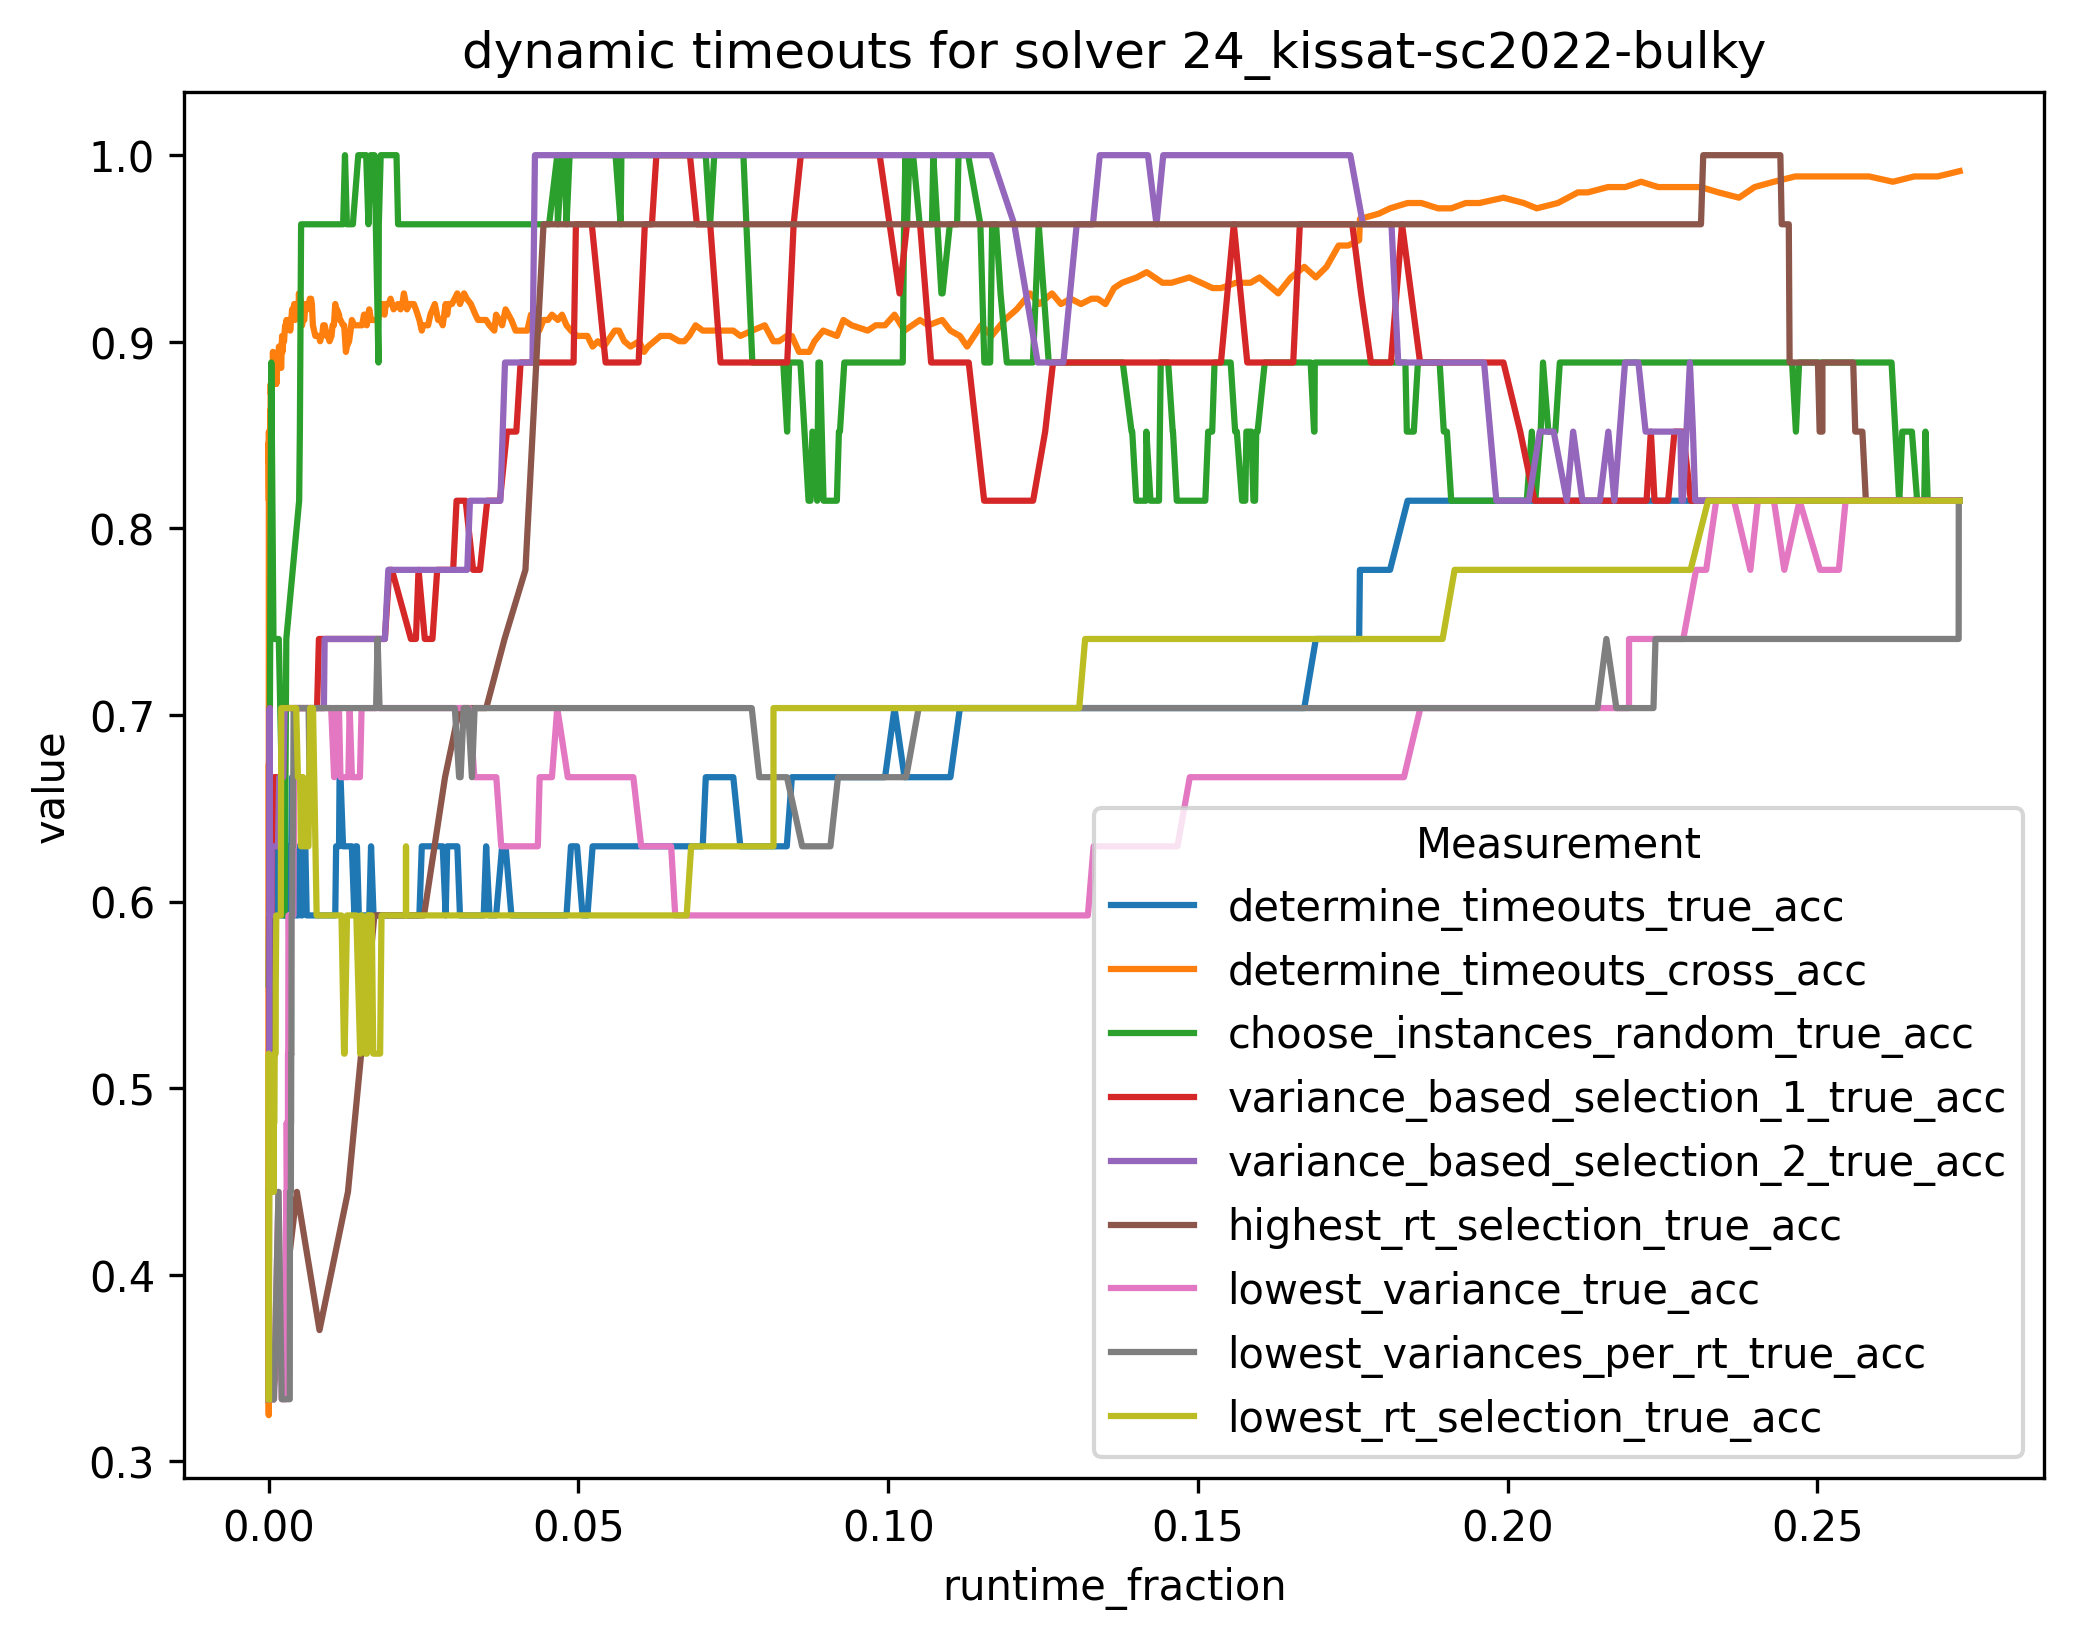 dynamic timeouts for solver 24_kissat-sc2022-bulky
1.0
0.9
0.8
0.7
0.6
0.5
0.4
0.3
value
Measurement
determine_timeouts_true_acc
determine_timeouts_cross_acc
choose_instances_random_true_acc
variance_based_selection_1_true_acc
variance_based_selection_2_true_acc
highest_rt_selection_true_acc
lowest_variance_true_acc
lowest_variances_per_rt_true_acc
lowest_rt_selection_true_acc
0.00 0.05 0.10 0.15 0.20 0.25
runtime_fraction